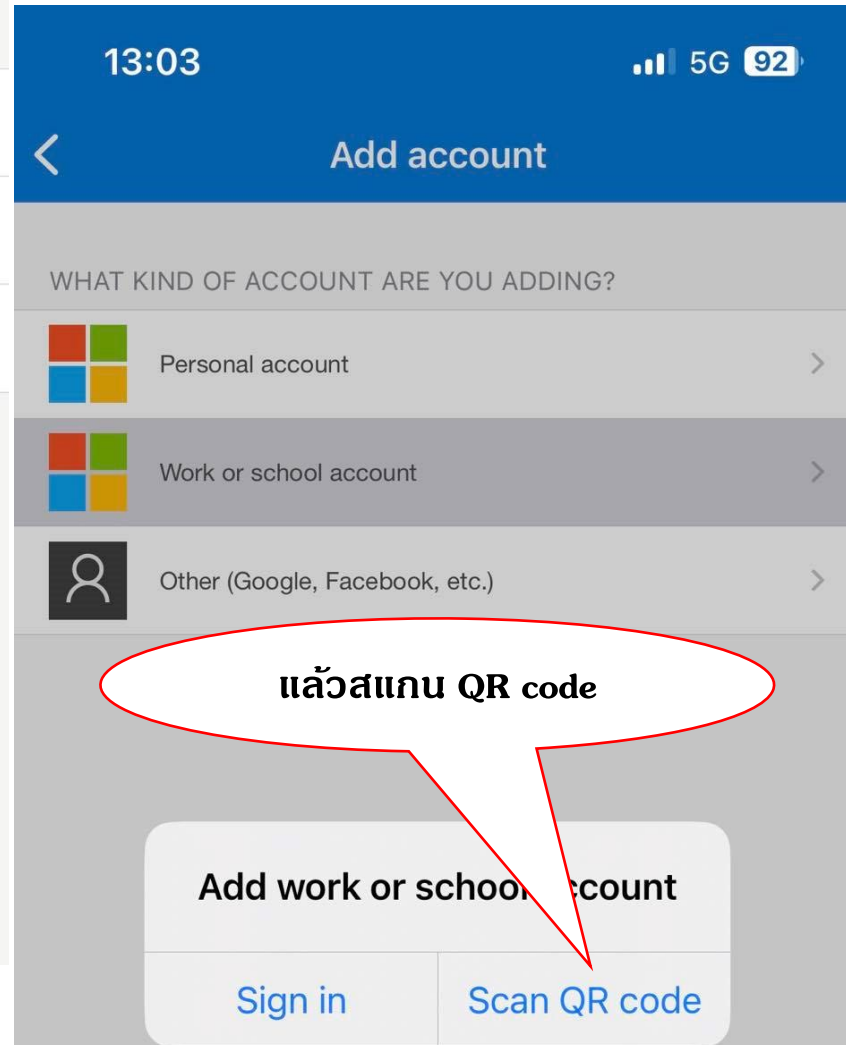 13:03
5G 92
Add account
WHAT KIND OF ACCOUNT ARE YOU ADDING?
Personal account
Work or school account
Other (Google, Facebook, etc.)
แล้วสแกน QR code
Add work or school ccount
Sign in
Scan QR code